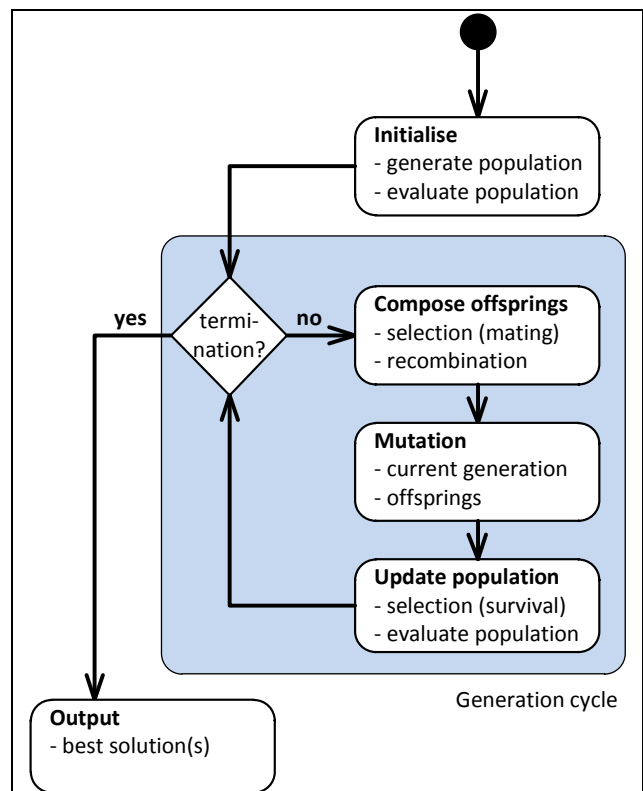 Initialise
- generate population
- evaluate population
yes
termi-
nation?
no
Compose offsprings
- selection (mating)
- recombination
Mutation
- current generation
- offsprings
Update population
- selection (survival)
- evaluate population
Generation cycle
Output
- best solution(s)